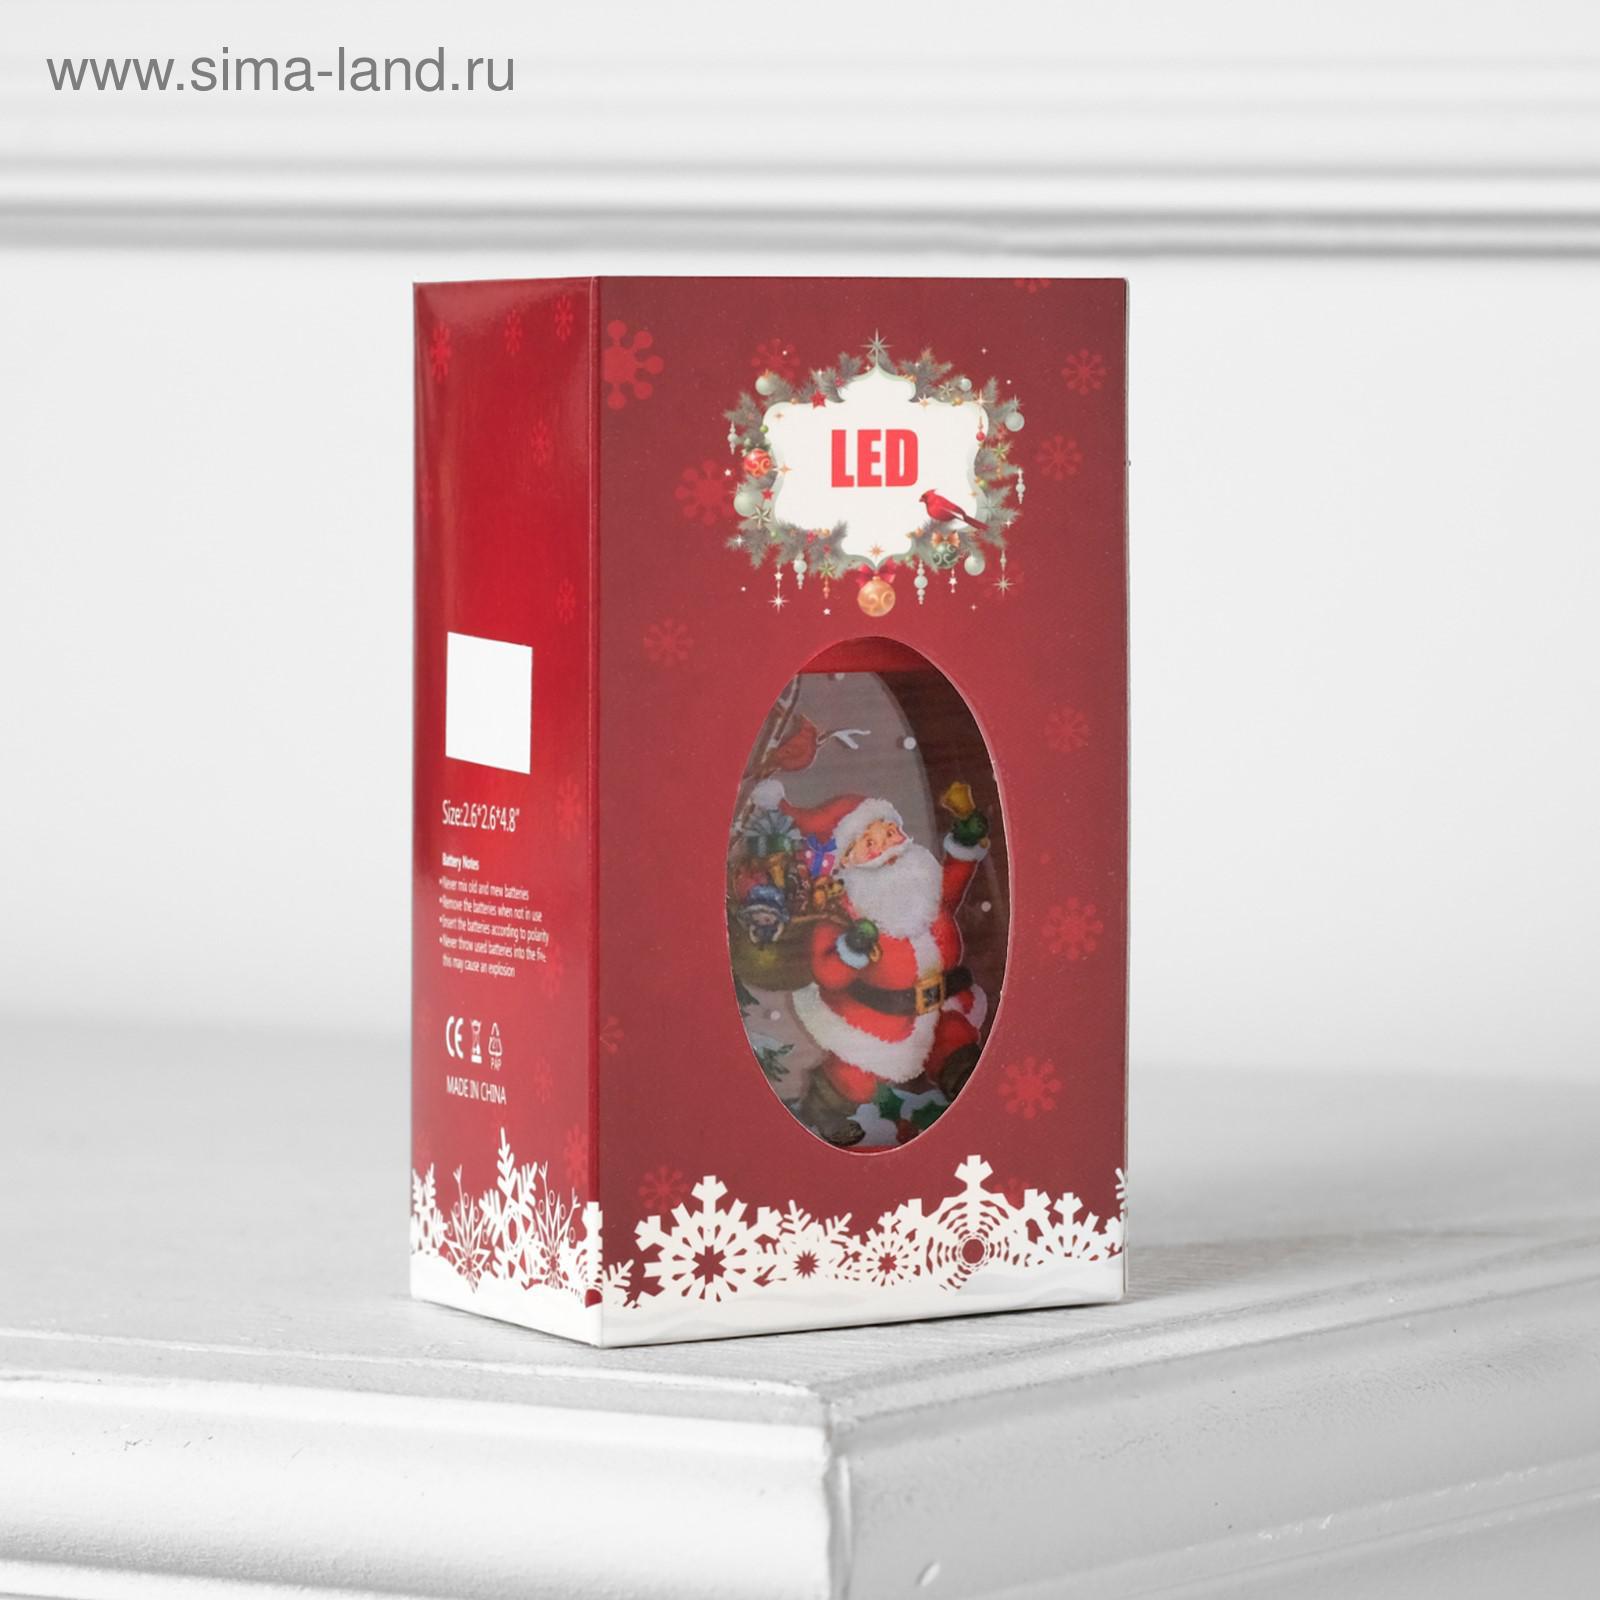 www.sima-land.ru
LED
Size:2.6*2.6*4.8"
Battery Notes
•Never mix old and mew batteries
•Remove the batteries when not in use
•Insert the batteries according to polarity
•Never throw used batteries into the fire
this may cause an explosion
CE
PAP
MADE IN CHINA